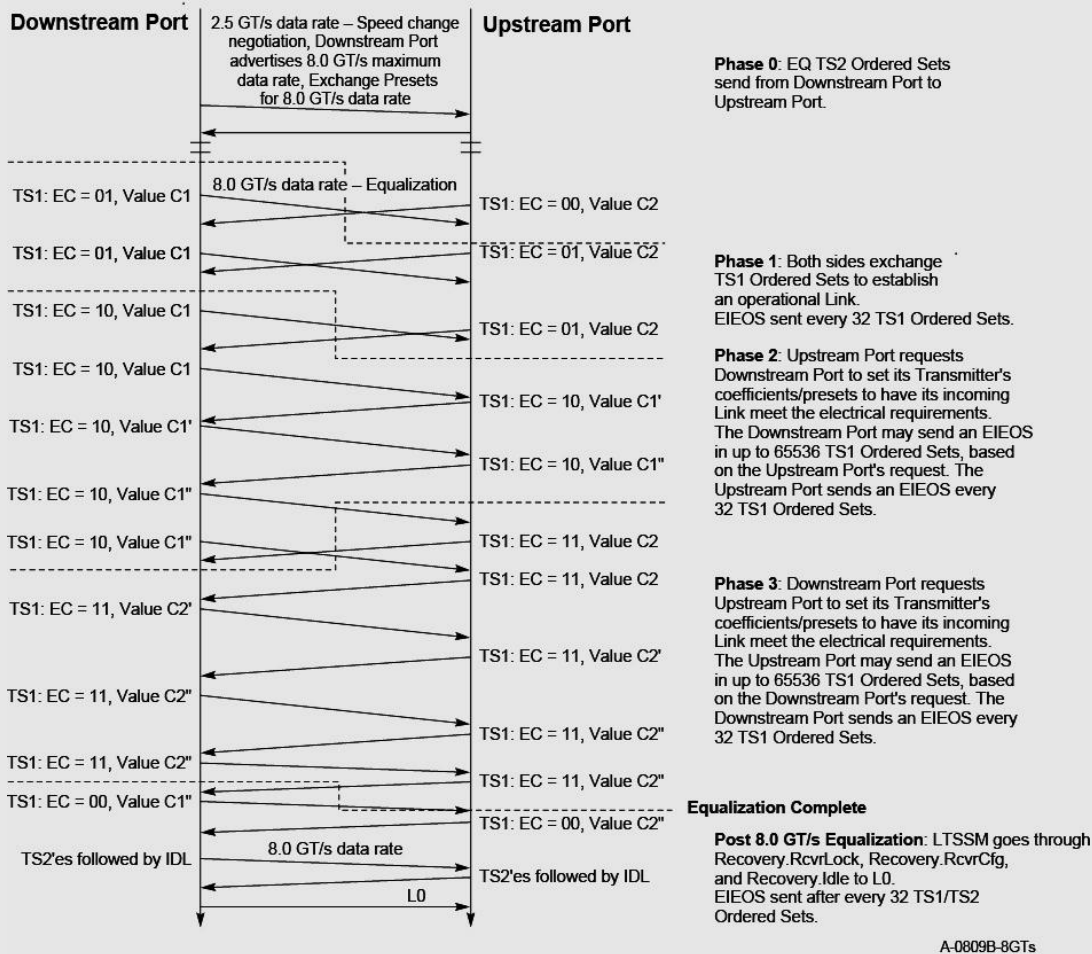 Downstream Port
2.5 GT/s data rate – Speed change
negotiation, Downstream Port
advertises 8.0 GT/s maximum
data rate, Exchange Presets
for 8.0 GT/s data rate
Upstream Port
Phase 0: EQ TS2 Ordered Sets
send from Downstream Port to
Upstream Port.
8.0 GT/s data rate – Equalization
TS1: EC = 01, Value C1
TS1: EC = 00, Value C2
TS1: EC = 01, Value C1
TS1: EC = 01, Value C2
Phase 1: Both sides exchange
TS1 Ordered Sets to establish
an operational Link.
EIEOS sent every 32 TS1 Ordered Sets.
TS1: EC = 10, Value C1
TS1: EC = 01, Value C2
Phase 2: Upstream Port requests
Downstream Port to set its Transmitter's
coefficients/presets to have its incoming
Link meet the electrical requirements.
The Downstream Port may send an EIEOS
in up to 65536 TS1 Ordered Sets, based
on the Upstream Port's request. The
Upstream Port sends an EIEOS every
32 TS1 Ordered Sets.
TS1: EC = 10, Value C1
TS1: EC = 10, Value C1'
TS1: EC = 10, Value C1'
TS1: EC = 10, Value C1"
TS1: EC = 10, Value C1"
TS1: EC = 10, Value C1"
TS1: EC = 11, Value C2
TS1: EC = 11, Value C2
Phase 3: Downstream Port requests
Upstream Port to set its Transmitter's
coefficients/presets to have its incoming
Link meet the electrical requirements.
The Upstream Port may send an EIEOS
in up to 65536 TS1 Ordered Sets, based
on the Downstream Port's request. The
Downstream Port sends an EIEOS every
32 TS1 Ordered Sets.
TS1: EC = 11, Value C2'
TS1: EC = 11, Value C2'
TS1: EC = 11, Value C2"
TS1: EC = 11, Value C2"
TS1: EC = 11, Value C2"
TS1: EC = 11, Value C2"
TS1: EC = 00, Value C1"
Equalization Complete
TS1: EC = 00, Value C2"
Post 8.0 GT/s Equalization: LTSSM goes through
Recovery.RcvrLock, Recovery.RcvrCfg,
and Recovery.Idle to L0.
EIEOS sent after every 32 TS1/TS2
Ordered Sets.
8.0 GT/s data rate
TS2'es followed by IDL
TS2'es followed by IDL
L0
A-0809B-8GTs